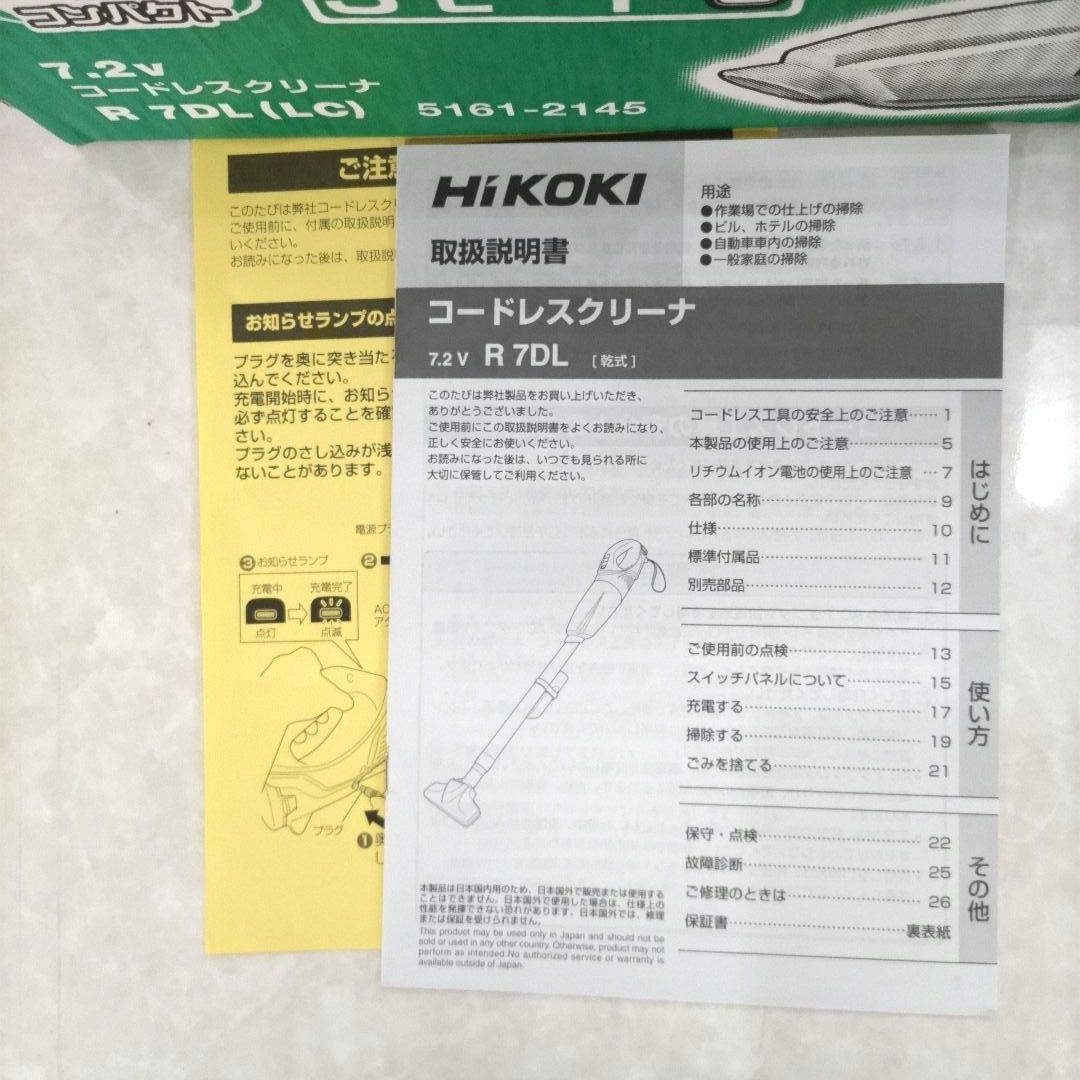 コンパクト
7.2V
コードレスクリーナ
R 7DL(LC) 5161-2145
ご注意
このたびは弊社コードレスクリ
ご使用前に、付属の取扱説明
いください。
お読みになった後は、取扱説
お知らせランプの点
プラグを奥に突き当たる
込んでください。
充電開始時に、お知ら
必ず点灯することを確
さい。
プラグのさし込みが浅
ないことがあります。
電源プ
③お知らせランプ
②
充電中
充電完了
点灯
点滅
AC
アダ
プラグ
①奥
HiKOKI
取扱説明書
用途
●作業場での仕上げの掃除
●ビル、ホテルの掃除
●自動車車内の掃除
●一般家庭の掃除
コードレスクリーナ
7.2 V R 7DL [乾式]
このたびは弊社製品をお買い上げいただき、
ありがとうございました。
ご使用前にこの取扱説明書をよくお読みになり、
正しく安全にお使いください。
お読みになった後は、いつでも見られる所に
大切に保管してご利用ください。
はじめに
コードレス工具の安全上のご注意…… 1
本製品の使用上のご注意…………… 5
リチウムイオン電池の使用上のご注意 … 7
各部の名称…………………………… 9
仕様…………………………………… 10
標準付属品…………………………… 11
別売部品……………………………… 12
使い方
ご使用前の点検……………………… 13
スイッチパネルについて…………… 15
充電する……………………………… 17
掃除する……………………………… 19
ごみを捨てる………………………… 21
その他
保守・点検…………………………… 22
故障診断……………………………… 25
ご修理のときは……………………… 26
保証書……………………………裏表紙
本製品は日本国内用のため、日本国外で販売または使用する
ことはできません。日本国外で使用した場合は、仕様上の
性能を発揮できない恐れがあります。日本国外では、修理
または保証を受けられません。
This product may be used only in Japan and should not be
sold or used in any other country. Otherwise, product may not
perform as intended.No authorized service or warranty is
available outside of Japan.